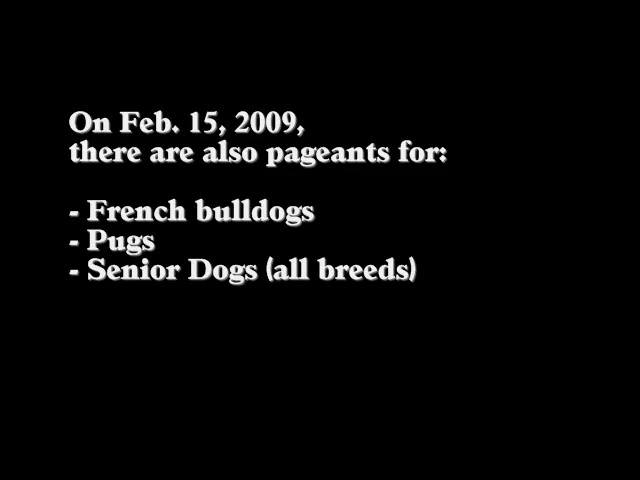 On Feb. 15, 2009,
there are also pageants for:
- French bulldogs
- Pugs
- Senior Dogs (all breeds)